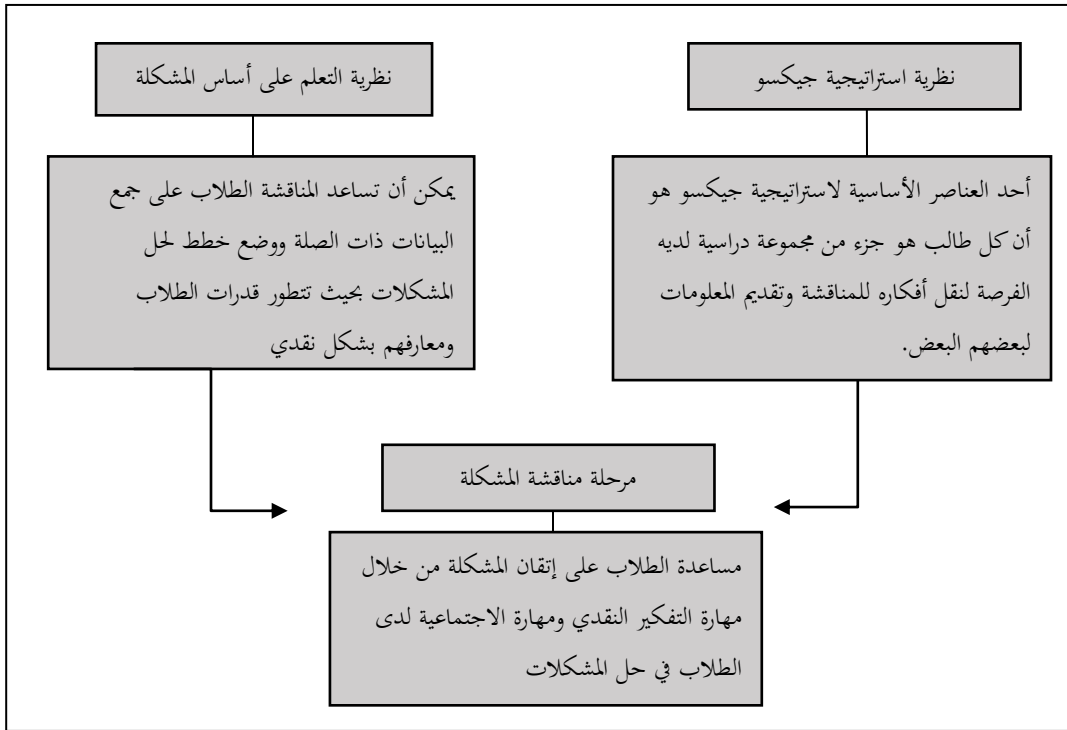 نظرية استراتيجية جيكسو
أحد العناصر الأساسية لاستراتيجية جيكسو هو
أن كل طالب هو جزء من مجموعة دراسية لديه
الفرصة لنقل أفكاره للمناقشة وتقديم المعلومات
لبعضهم البعض.
نظرية التعلم على أساس المشكلة
يمكن أن تساعد المناقشة الطلاب على جمع
البيانات ذات الصلة ووضع خطط لحل
المشكلات بحيث تتطور قدرات الطلاب
ومعارفهم بشكل نقدي
مرحلة مناقشة المشكلة
مساعدة الطلاب على إتقان المشكلة من خلال
مهارة التفكير النقدي ومهارة الاجتماعية لدى
الطلاب في حل المشكلات